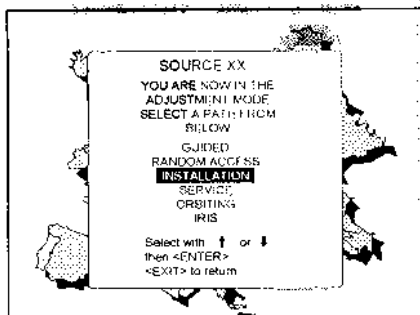 SOURCE XX
YOU ARE NOW IN THE
ADJUSTMENT MODE
SELECT A PATH FROM
BELOW
GUIDED
RANDOM ACCESS
INSTALLATION
SERVICE
ORBITING
IRIS
Select with ↑ or ↓
then <ENTER>
<EXIT> to return